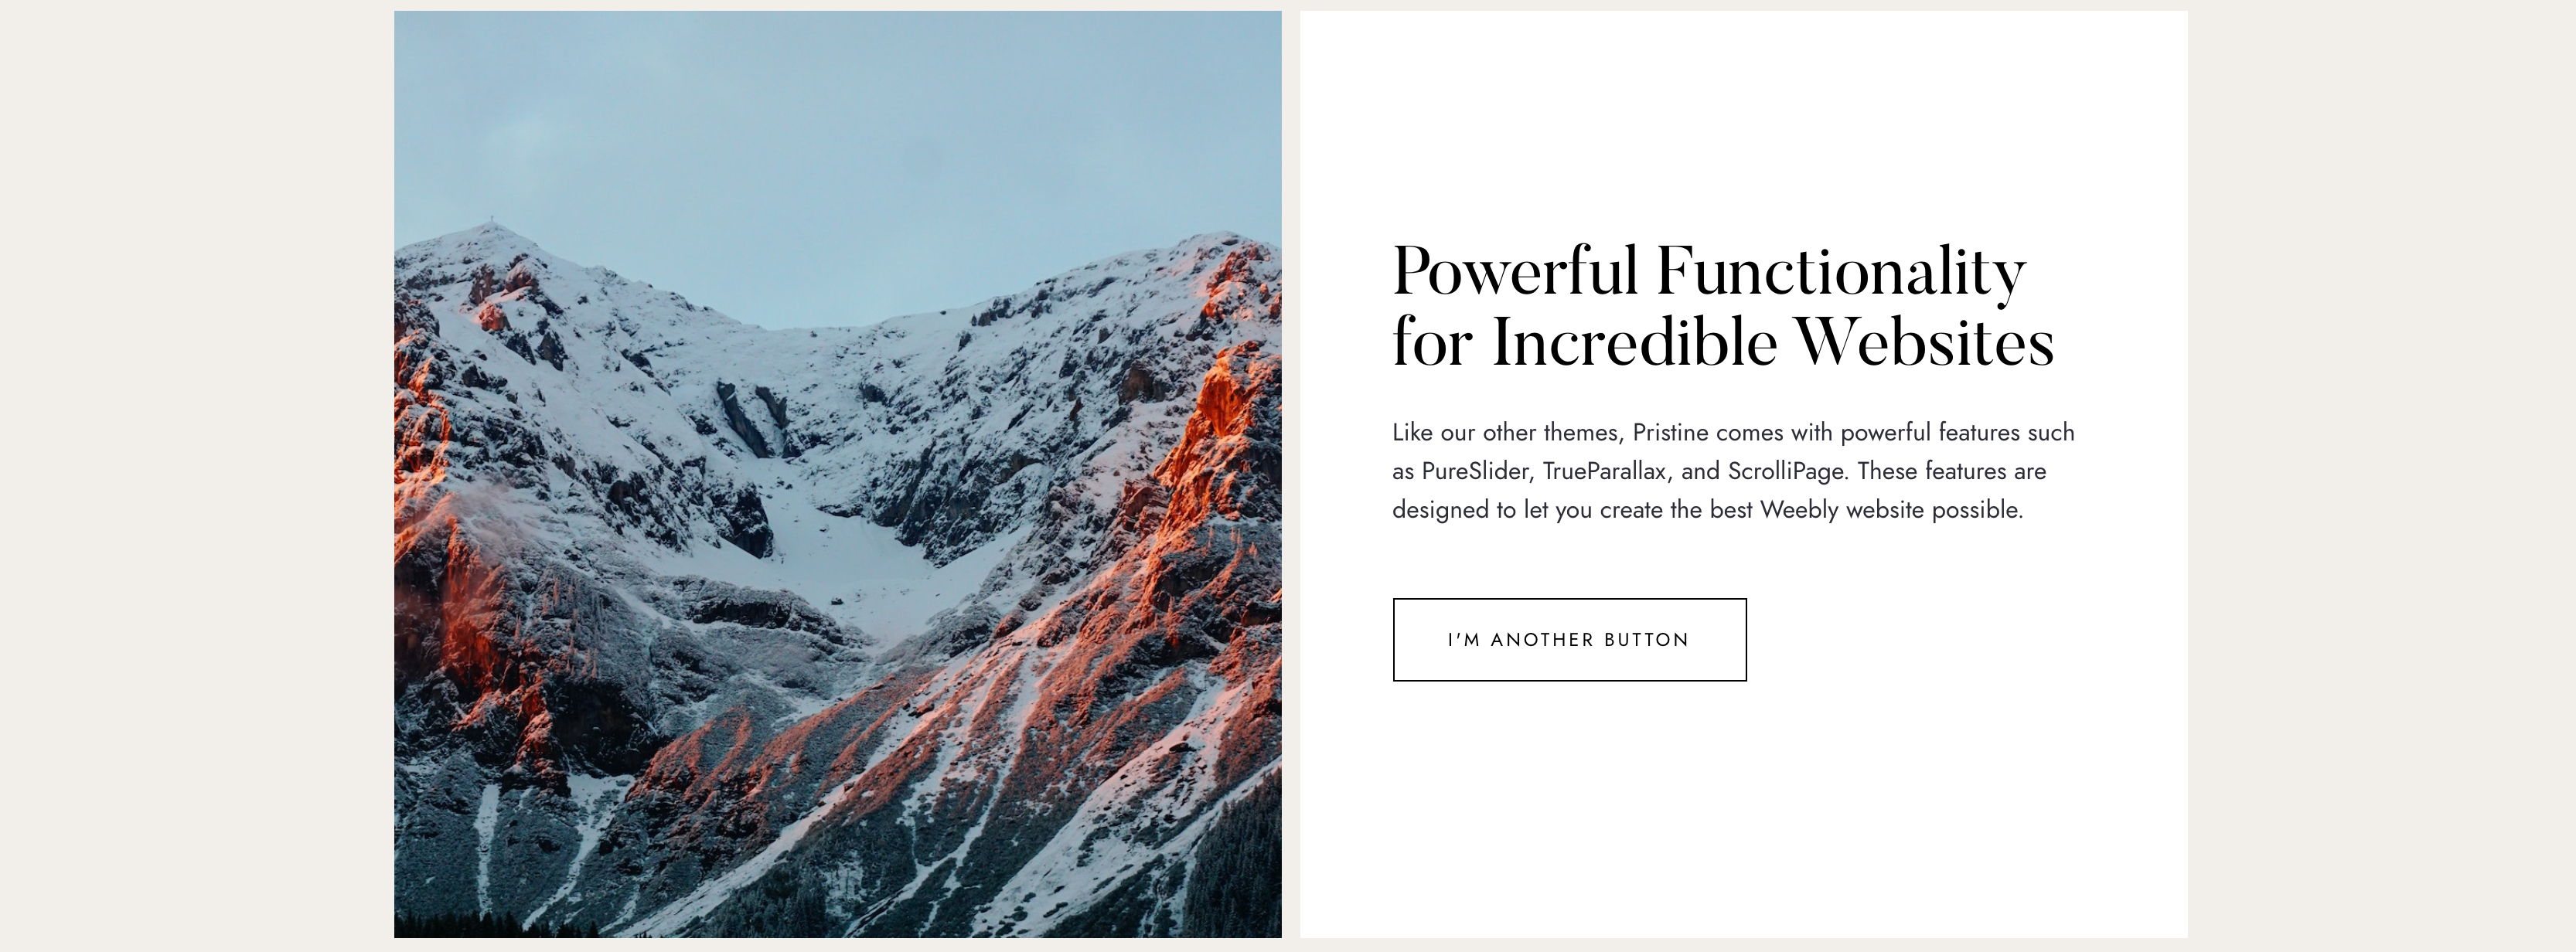 Powerful Functionality
for Incredible Websites
Like our other themes, Pristine comes with powerful features such
as PureSlider, TrueParallax, and ScrolliPage. These features are
designed to let you create the best Weebly website possible.
I'M ANOTHER BUTTON